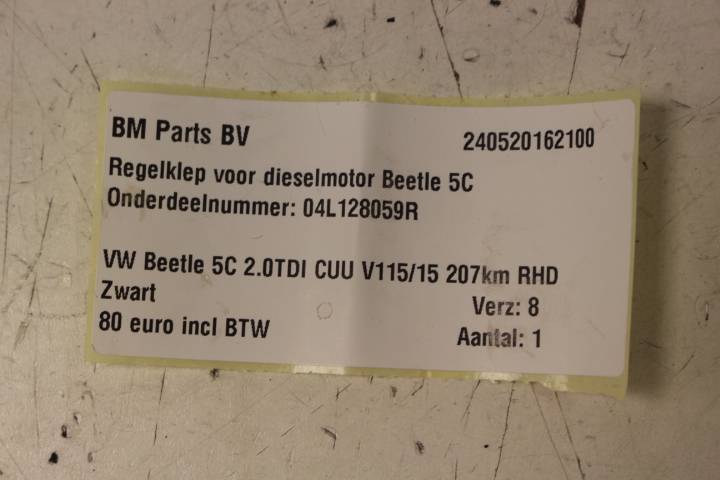 BM Parts BV 240520162100
Regelklep voor dieselmotor Beetle 5C
Onderdeelnummer: 04L128059R
VW Beetle 5C 2.0TDI CUU V115/15 207km RHD
Zwart Verz: 8
80 euro incl BTW Aantal: 1